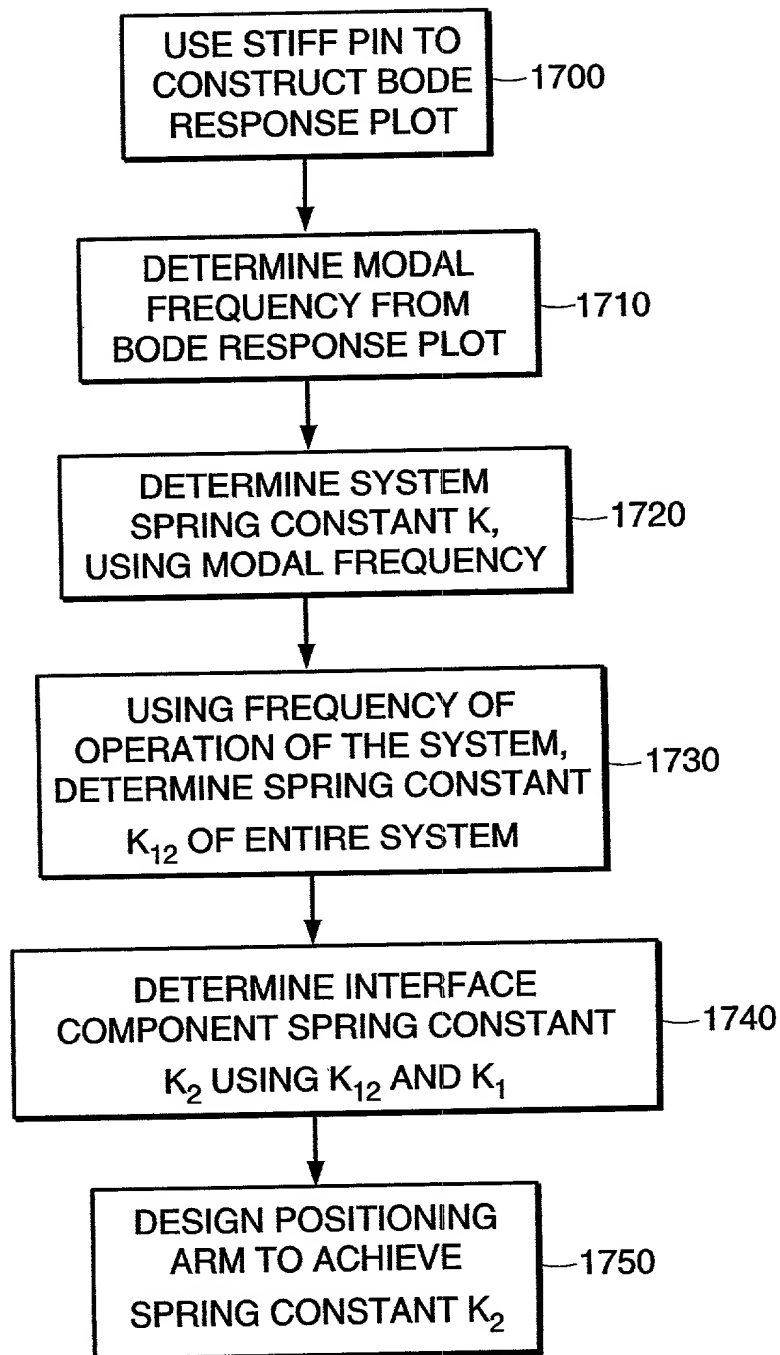 USE STIFF PIN TO
CONSTRUCT BODE
RESPONSE PLOT
1700
DETERMINE MODAL
FREQUENCY FROM
BODE RESPONSE PLOT
1710
DETERMINE SYSTEM
SPRING CONSTANT K,
USING MODAL FREQUENCY
1720
USING FREQUENCY OF
OPERATION OF THE SYSTEM,
DETERMINE SPRING CONSTANT
K₁₂ OF ENTIRE SYSTEM
1730
DETERMINE INTERFACE
COMPONENT SPRING CONSTANT
K₂ USING K₁₂ AND K₁
1740
DESIGN POSITIONING
ARM TO ACHIEVE
SPRING CONSTANT K₂
1750